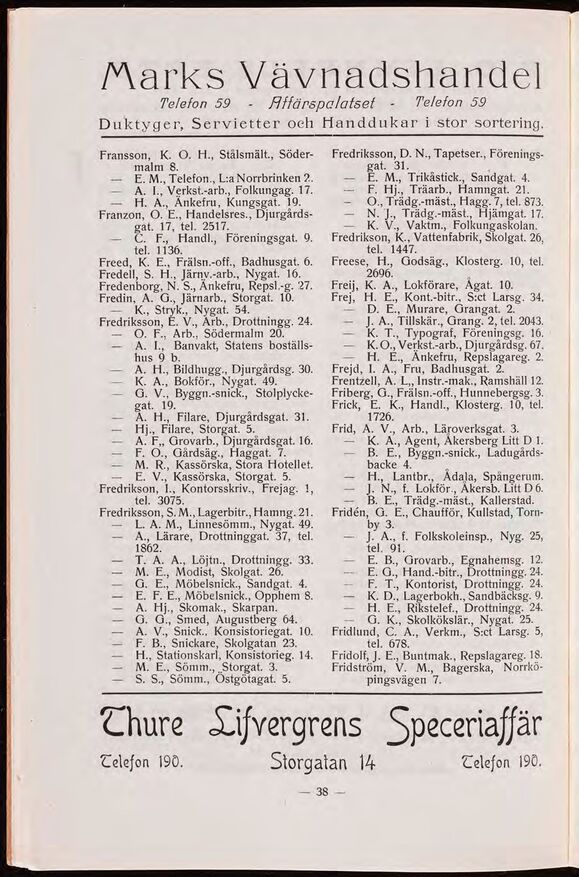 Marks Vävnadshandel
Telefon 59 - Affärspalatset - Telefon 59
Duktyger, Servietter och Handdukar i stor sortering.
Fransson, K. O. H., Stålsmält., Söder-
malm 8.
— E. M., Telefon., L:a Norrbrinken 2.
— A. I., Verkst.-arb., Folkungag. 17.
— H. A., Änkefru, Kungsgat. 19.
Franzon, O. E., Handelsres., Djurgårds-
gat. 17, tel. 2517.
— C. F., Handl., Föreningsgat. 9.
tel. 1136.
Freed, K. E., Frälsn.-off., Badhusgat. 6.
Fredell, S. H., Järnv.-arb., Nygat. 16.
Fredenborg, N. S., Änkefru, Repsl.-g. 27.
Fredin, A. G., Järnarb., Storgat. 10.
— K., Stryk., Nygat. 54.
Fredriksson, E. V., Arb., Drottningg. 24.
— O. F., Arb., Södermalm 20.
— A. I., Banvakt, Statens boställs-
hus 9 b.
— A. H., Bildhugg., Djurgårdsg. 30.
— K. A., Bokför., Nygat. 49.
— G. V., Byggn.-snick., Stolplycke-
gat. 19.
— A. H., Filare, Djurgårdsgat. 31.
— Hj., Filare, Storgat. 5.
— A. F., Grovarb., Djurgårdsgat. 16.
— F. O., Gårdsäg., Haggat. 7.
— M. R., Kassörska, Stora Hotellet.
— E. V., Kassörska, Storgat. 5.
Fredrikson, I., Kontorsskriv., Frejag. 1,
tel. 3075.
Fredriksson, S. M., Lagerbitr., Hamng. 21.
— L. A. M., Linnesömm., Nygat. 49.
— A., Lärare, Drottninggat. 37, tel.
1862.
— T. A. A., Löjtn., Drottningg. 33.
— M. E., Modist, Skolgat. 26.
— G. E., Möbelsnick., Sandgat. 4.
— E. F. E., Möbelsnick., Opphem 8.
— A. Hj., Skomak., Skarpan.
— G. G., Smed, Augustberg 64.
— A. V., Snick., Konsistoriegat. 10.
— F. B., Snickare, Skolgatan 23.
— H., Stationskarl, Konsistorieg. 14.
— M. E., Sömm., Storgat. 3.
— S. S., Sömm., Östgötagat. 5.
Fredriksson, D. N., Tapetser., Förenings-
gat. 31.
— E. M., Trikåstick., Sandgat. 4.
— F. Hj., Träarb., Hamngat. 21.
— O., Trädg.-mäst., Hagg. 7, tel. 873.
— N. J., Trädg.-mäst., Hjämgat. 17.
— K. V., Vaktm., Folkungaskolan.
Fredrikson, K., Vattenfabrik, Skolgat. 26,
tel. 1447.
Freese, H., Godsäg., Klosterg. 10, tel.
2696.
Freij, K. A., Lokförare, Ågat. 10.
Frej, H. E., Kont.-bitr., S:ct Larsg. 34.
— D. E., Murare, Grangat. 2.
— J. A., Tillskär., Grang. 2, tel. 2043.
— K. T., Typograf, Föreningsg. 16.
— K. O., Verkst.-arb., Djurgårdsg. 67.
— H. E., Änkefru, Repslagareg. 2.
Frejd, I. A., Fru, Badhusgat. 2.
Frentzell, A. L., Instr.-mak., Ramshäll 12.
Friberg, G., Frälsn.-off., Hunnebergsg. 3.
Frick, E. K., Handl., Klosterg. 10, tel.
1726.
Frid, A. V., Arb., Läroverksgat. 3.
— K. A., Agent, Åkersberg Litt D 1.
— B. E., Byggn.-snick., Ladugårds-
backe 4.
— H., Lantbr., Ådala, Spångerum.
— J. N., f. Lokför., Åkersb. Litt D 6.
— B. E., Trädg.-mäst., Kallerstad.
Fridén, G. E., Chaufför, Kullstad, Torn-
by 3.
— J. A., f. Folkskoleinsp., Nyg. 25,
tel. 91.
— E. B., Grovarb., Egnahemsg. 12.
— E. G., Hand.-bitr., Drottningg. 24.
— F. T., Kontorist, Drottningg. 24.
— K. D., Lagerbokh., Sandbäcksg. 9.
— H. E., Rikstelef., Drottningg. 24.
— G. K., Skolkökslär., Nygat. 25.
Fridlund, C. A., Verkm., S:ct Larsg. 5,
tel. 678.
Fridolf, J. E., Buntmak., Repslagareg. 18.
Fridström, V. M., Bagerska, Norrkö-
pingsvägen 7.
Thure Lifvergrens Speceriaffär
Telefon 190. Storgatan 14 Telefon 190.
— 38 —